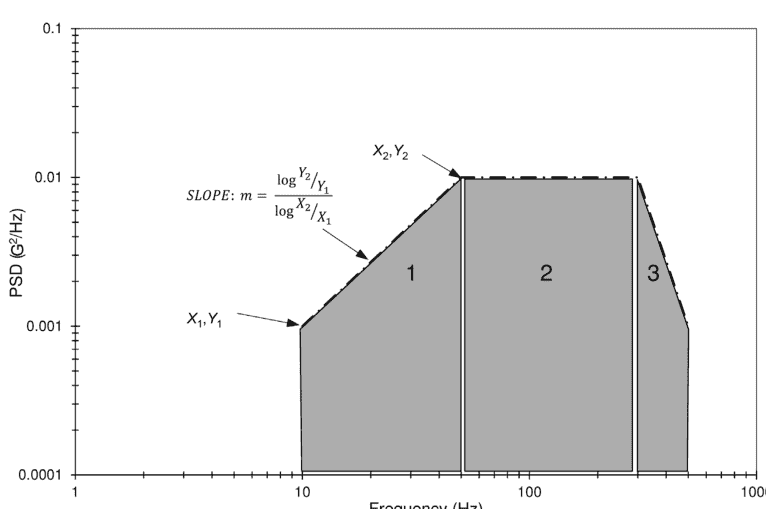 0.1
0.01
0.001
0.0001
PSD (G²/Hz)
X₂,Y₂
SLOPE: m = log Y₂/Y₁
log X₂/X₁
X₁,Y₁
1
2
3
1
10
100
Frequency (Hz)